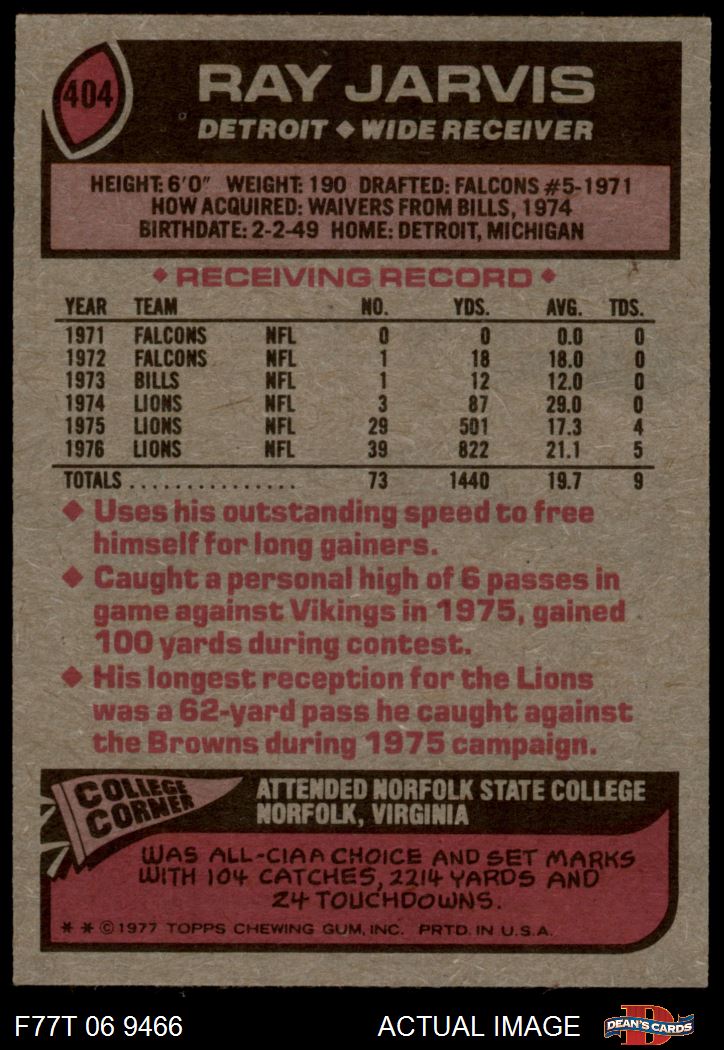 404
RAY JARVIS
DETROIT ◆ WIDE RECEIVER
HEIGHT: 6'0" WEIGHT: 190 DRAFTED: FALCONS #5-1971
HOW ACQUIRED: WAIVERS FROM BILLS, 1974
BIRTHDATE: 2-2-49 HOME: DETROIT, MICHIGAN
◆ RECEIVING RECORD ◆
YEAR TEAM NO. YDS. AVG. TDS.
1971 FALCONS NFL 0 0 0.0 0
1972 FALCONS NFL 1 18 18.0 0
1973 BILLS NFL 1 12 12.0 0
1974 LIONS NFL 3 87 29.0 0
1975 LIONS NFL 29 501 17.3 4
1976 LIONS NFL 39 822 21.1 5
TOTALS............... 73 1440 19.7 9
◆ Uses his outstanding speed to free
himself for long gainers.
◆ Caught a personal high of 6 passes in
game against Vikings in 1975, gained
100 yards during contest.
◆ His longest reception for the Lions
was a 62-yard pass he caught against
the Browns during 1975 campaign.
COLLEGE
CORNER
ATTENDED NORFOLK STATE COLLEGE
NORFOLK, VIRGINIA
WAS ALL-CIAA CHOICE AND SET MARKS
WITH 104 CATCHES, 2214 YARDS AND
24 TOUCHDOWNS.
* * © 1977 TOPPS CHEWING GUM, INC. PRTD. IN U.S.A.
F77T 06 9466 ACTUAL IMAGE
D
DEAN'S CARDS